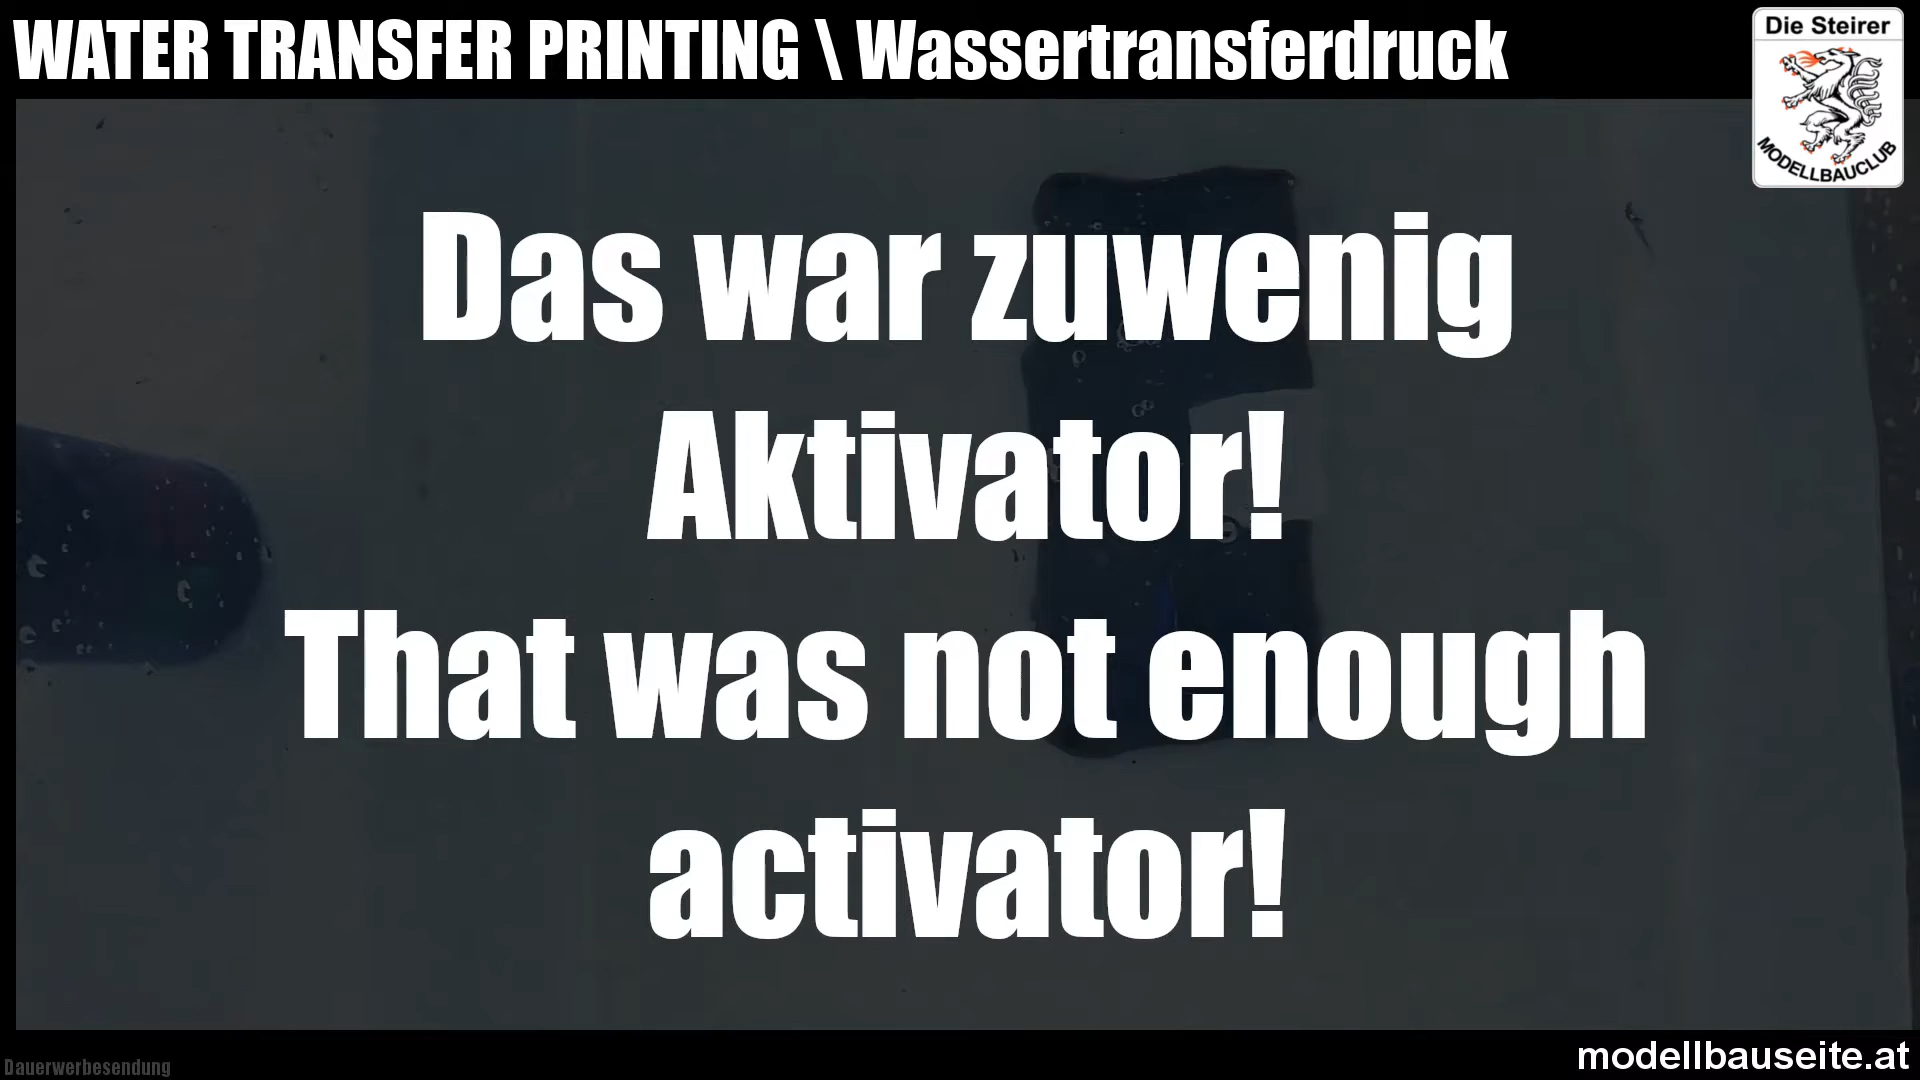 WATER TRANSFER PRINTING \ Wassertransferdruck
Die Steirer
MODELLBAUCLUB
Das war zuwenig
Aktivator!
That was not enough
activator!
Dauerwerbesendung
modellbauseite.at